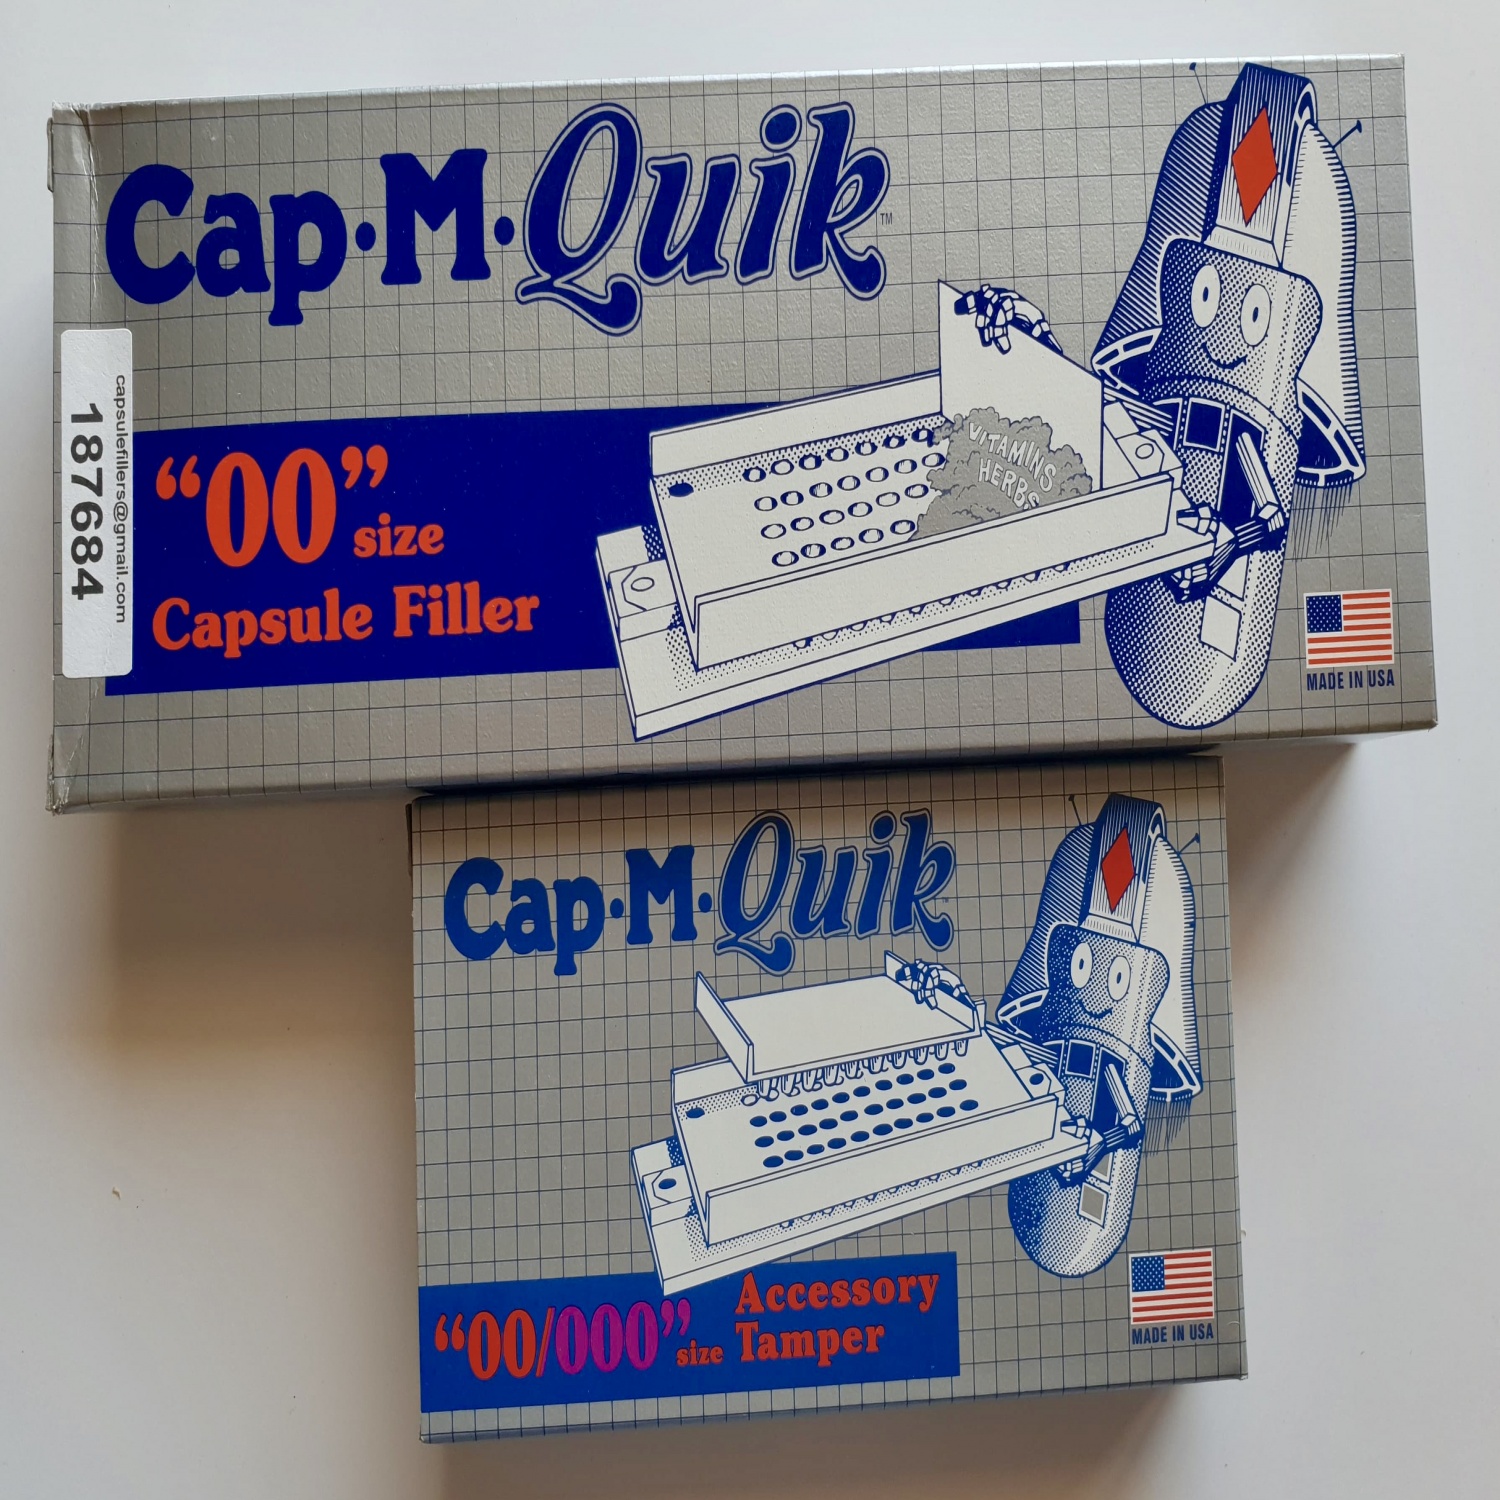 Cap·M·Quik™
capsulefillers@gmail.com
187684
“00” size
Capsule Filler
VITAMINS
HERBS
MADE IN USA
Cap·M·Quik
“00/000” size Accessory
Tamper
MADE IN USA